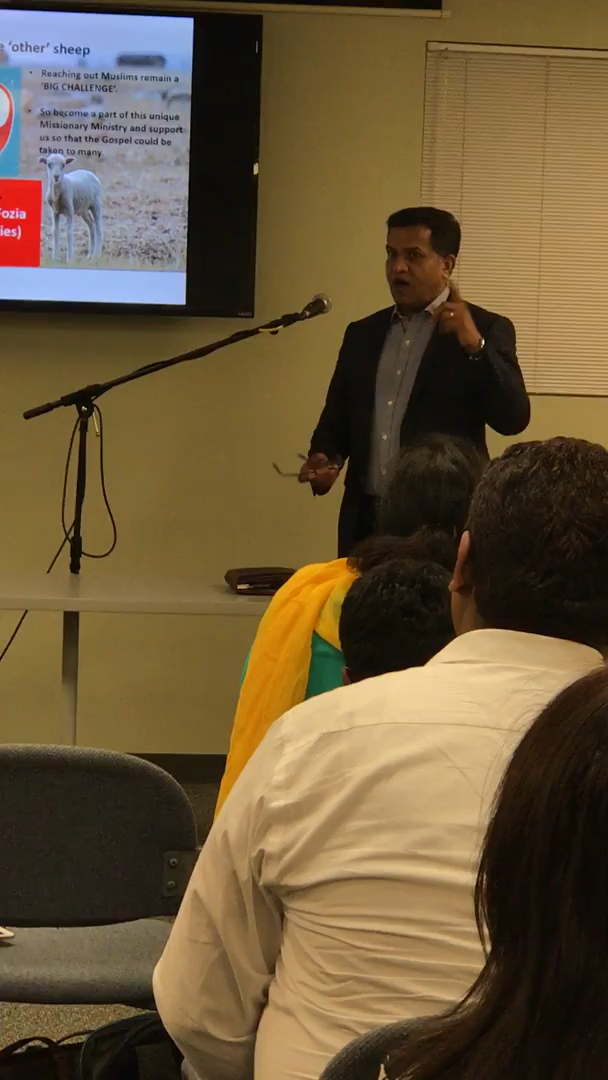 e 'other' sheep
• Reaching out Muslims remain a
'BIG CHALLENGE'.
• So become a part of this unique
Missionary Ministry and support
us so that the Gospel could be
taken to many.
Fozia
ies)